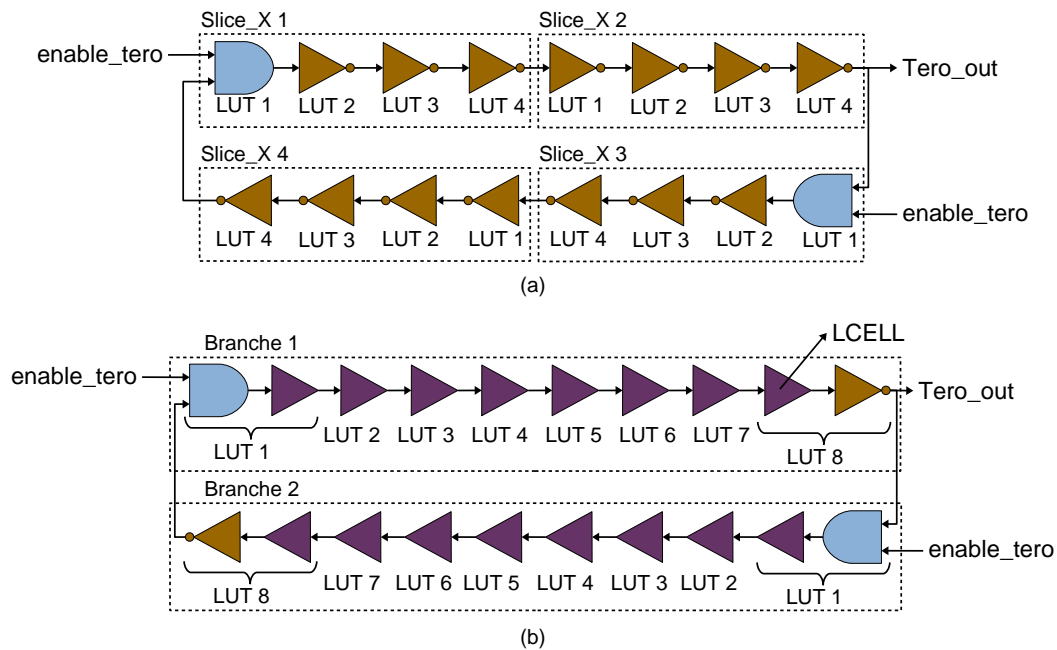 Slice_X 1
Slice_X 2
enable_tero
Tero_out
LUT 1 LUT 2 LUT 3 LUT 4 LUT 1 LUT 2 LUT 3 LUT 4
Slice_X 4
Slice_X 3
enable_tero
LUT 4 LUT 3 LUT 2 LUT 1 LUT 4 LUT 3 LUT 2 LUT 1
(a)
LCELL
Branche 1
enable_tero
Tero_out
LUT 2 LUT 3 LUT 4 LUT 5 LUT 6 LUT 7
LUT 1 LUT 8
Branche 2
enable_tero
LUT 7 LUT 6 LUT 5 LUT 4 LUT 3 LUT 2
LUT 8 LUT 1
(b)